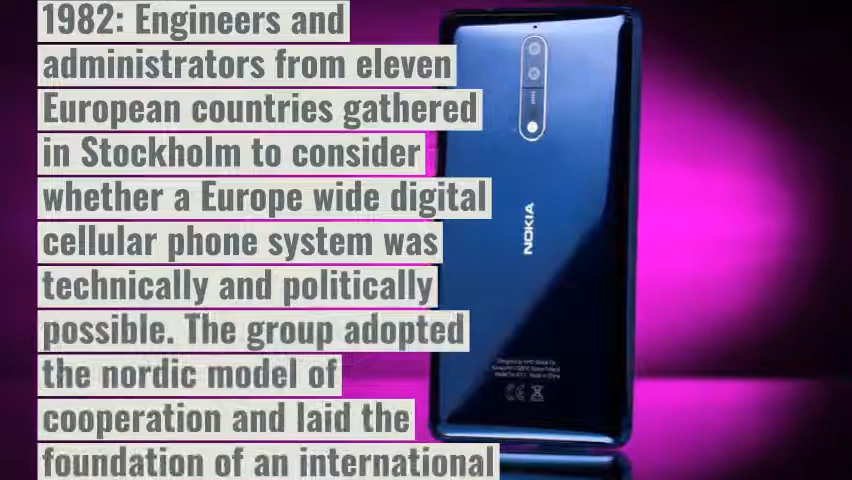 1982: Engineers and
administrators from eleven
European countries gathered
in Stockholm to consider
whether a Europe wide digital
cellular phone system was
technically and politically
possible. The group adopted
the nordic model of
cooperation and laid the
foundation of an international
NOKIA